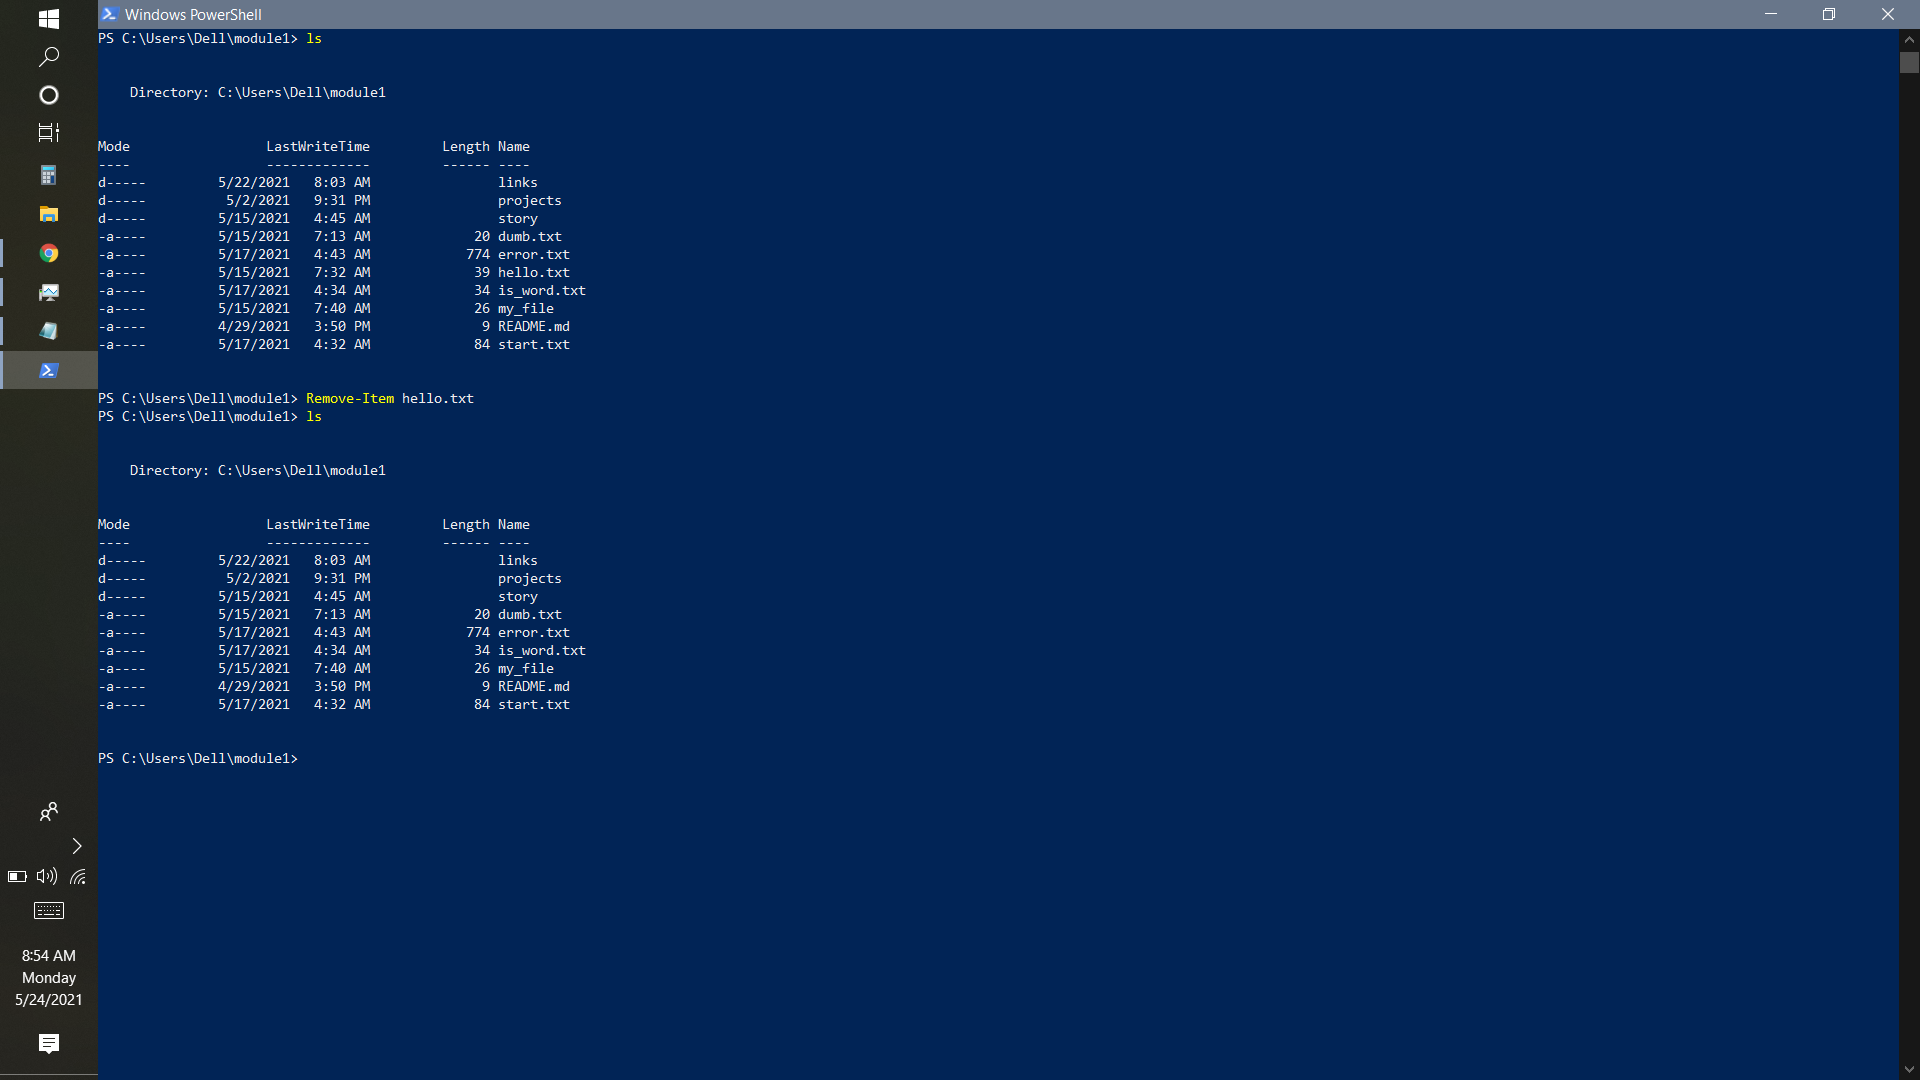 Windows PowerShell
PS C:\Users\Dell\module1> ls
Directory: C:\Users\Dell\module1
Mode LastWriteTime Length Name
---- ------------- ------ ----
d----- 5/22/2021 8:03 AM links
d----- 5/2/2021 9:31 PM projects
d----- 5/15/2021 4:45 AM story
-a---- 5/15/2021 7:13 AM 20 dumb.txt
-a---- 5/17/2021 4:43 AM 774 error.txt
-a---- 5/15/2021 7:32 AM 39 hello.txt
-a---- 5/17/2021 4:34 AM 34 is_word.txt
-a---- 5/15/2021 7:40 AM 26 my_file
-a---- 4/29/2021 3:50 PM 9 README.md
-a---- 5/17/2021 4:32 AM 84 start.txt
PS C:\Users\Dell\module1> Remove-Item hello.txt
PS C:\Users\Dell\module1> ls
Directory: C:\Users\Dell\module1
Mode LastWriteTime Length Name
---- ------------- ------ ----
d----- 5/22/2021 8:03 AM links
d----- 5/2/2021 9:31 PM projects
d----- 5/15/2021 4:45 AM story
-a---- 5/15/2021 7:13 AM 20 dumb.txt
-a---- 5/17/2021 4:43 AM 774 error.txt
-a---- 5/17/2021 4:34 AM 34 is_word.txt
-a---- 5/15/2021 7:40 AM 26 my_file
-a---- 4/29/2021 3:50 PM 9 README.md
-a---- 5/17/2021 4:32 AM 84 start.txt
PS C:\Users\Dell\module1>
8:54 AM
Monday
5/24/2021